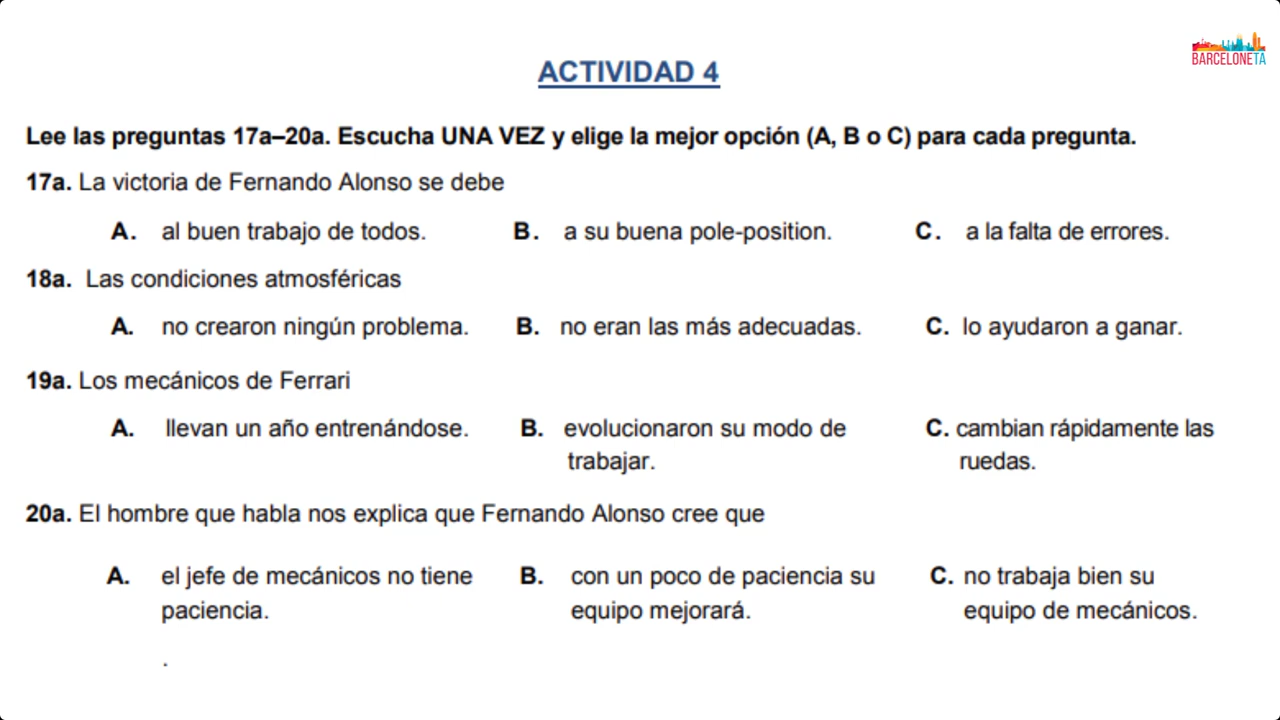 BARCELONETA
ACTIVIDAD 4
Lee las preguntas 17a–20a. Escucha UNA VEZ y elige la mejor opción (A, B o C) para cada pregunta.
17a. La victoria de Fernando Alonso se debe
A. al buen trabajo de todos. B. a su buena pole-position. C. a la falta de errores.
18a. Las condiciones atmosféricas
A. no crearon ningún problema. B. no eran las más adecuadas. C. lo ayudaron a ganar.
19a. Los mecánicos de Ferrari
A. llevan un año entrenándose. B. evolucionaron su modo de C. cambian rápidamente las
trabajar. ruedas.
20a. El hombre que habla nos explica que Fernando Alonso cree que
A. el jefe de mecánicos no tiene B. con un poco de paciencia su C. no trabaja bien su
paciencia. equipo mejorará. equipo de mecánicos.
.